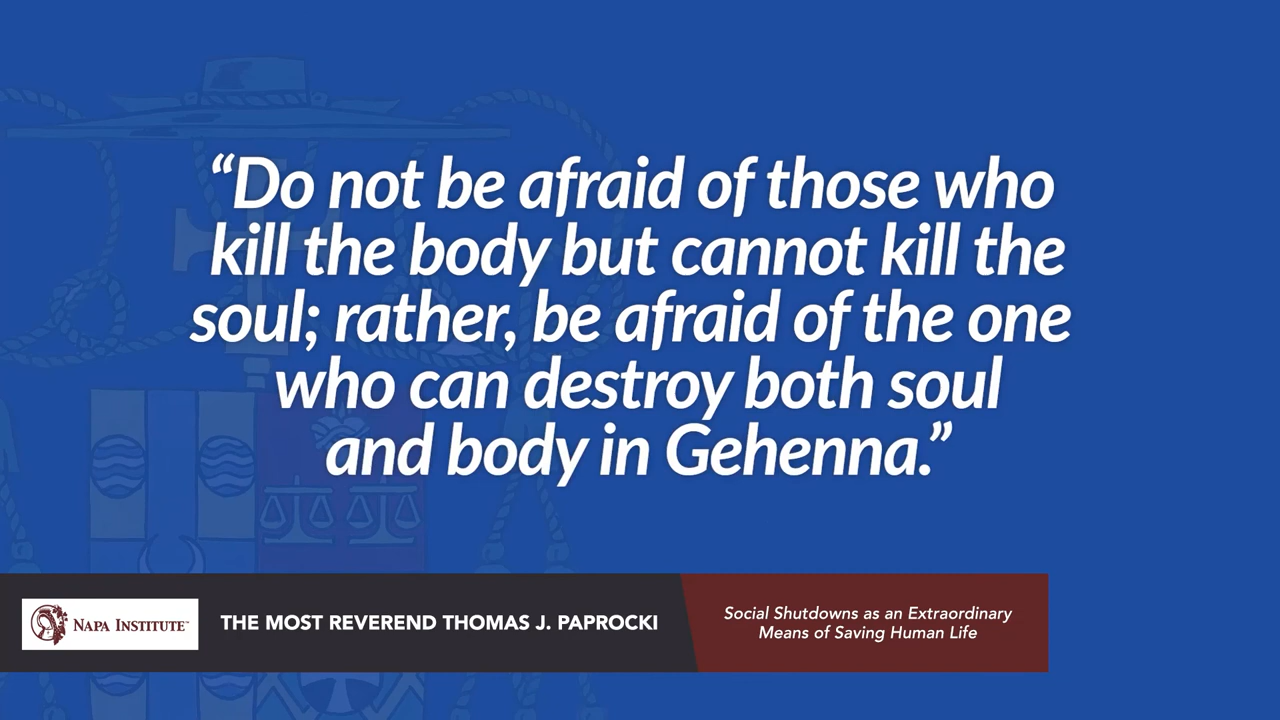 “Do not be afraid of those who
kill the body but cannot kill the
soul; rather, be afraid of the one
who can destroy both soul
and body in Gehenna.”
NAPA INSTITUTE™
THE MOST REVEREND THOMAS J. PAPROCKI
Social Shutdowns as an Extraordinary
Means of Saving Human Life